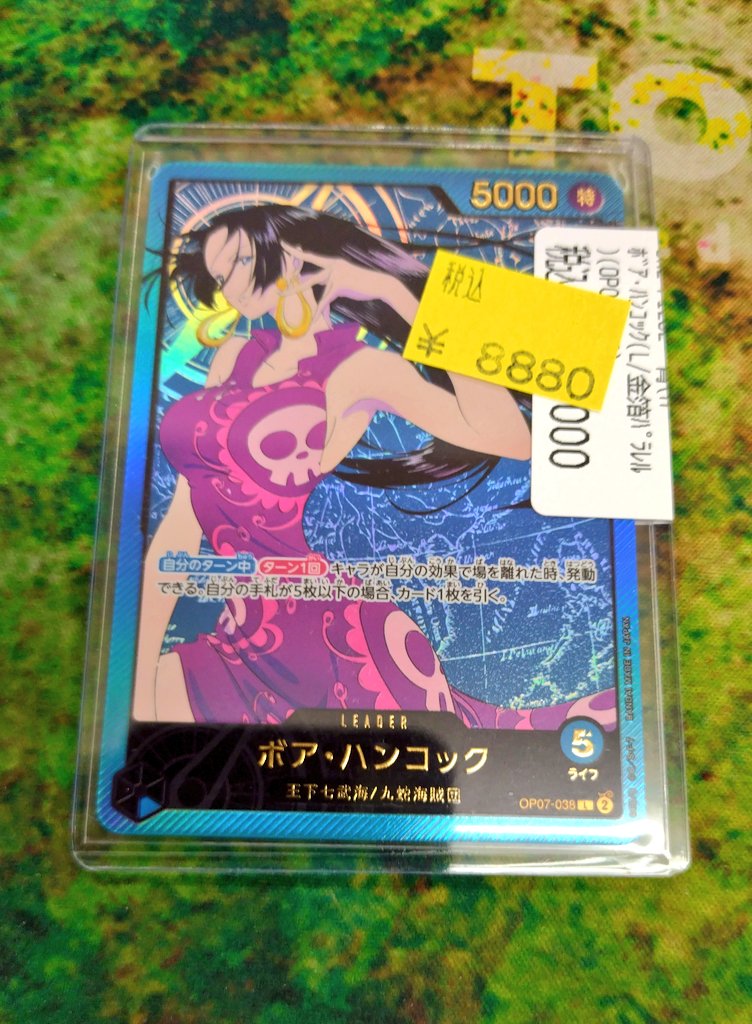 TO
5000 特
税込
8880
ボア・ハンコック(L/金箔パラレル
000
自分のターン中 ターン1回 キャラが自分の効果で場を離れた時、発動
できる。自分の手札が5枚以下の場合、カード1枚を引く。
LEADER
ボア・ハンコック
5
ライフ
王下七武海/九蛇海賊団
OP07-038 L 2